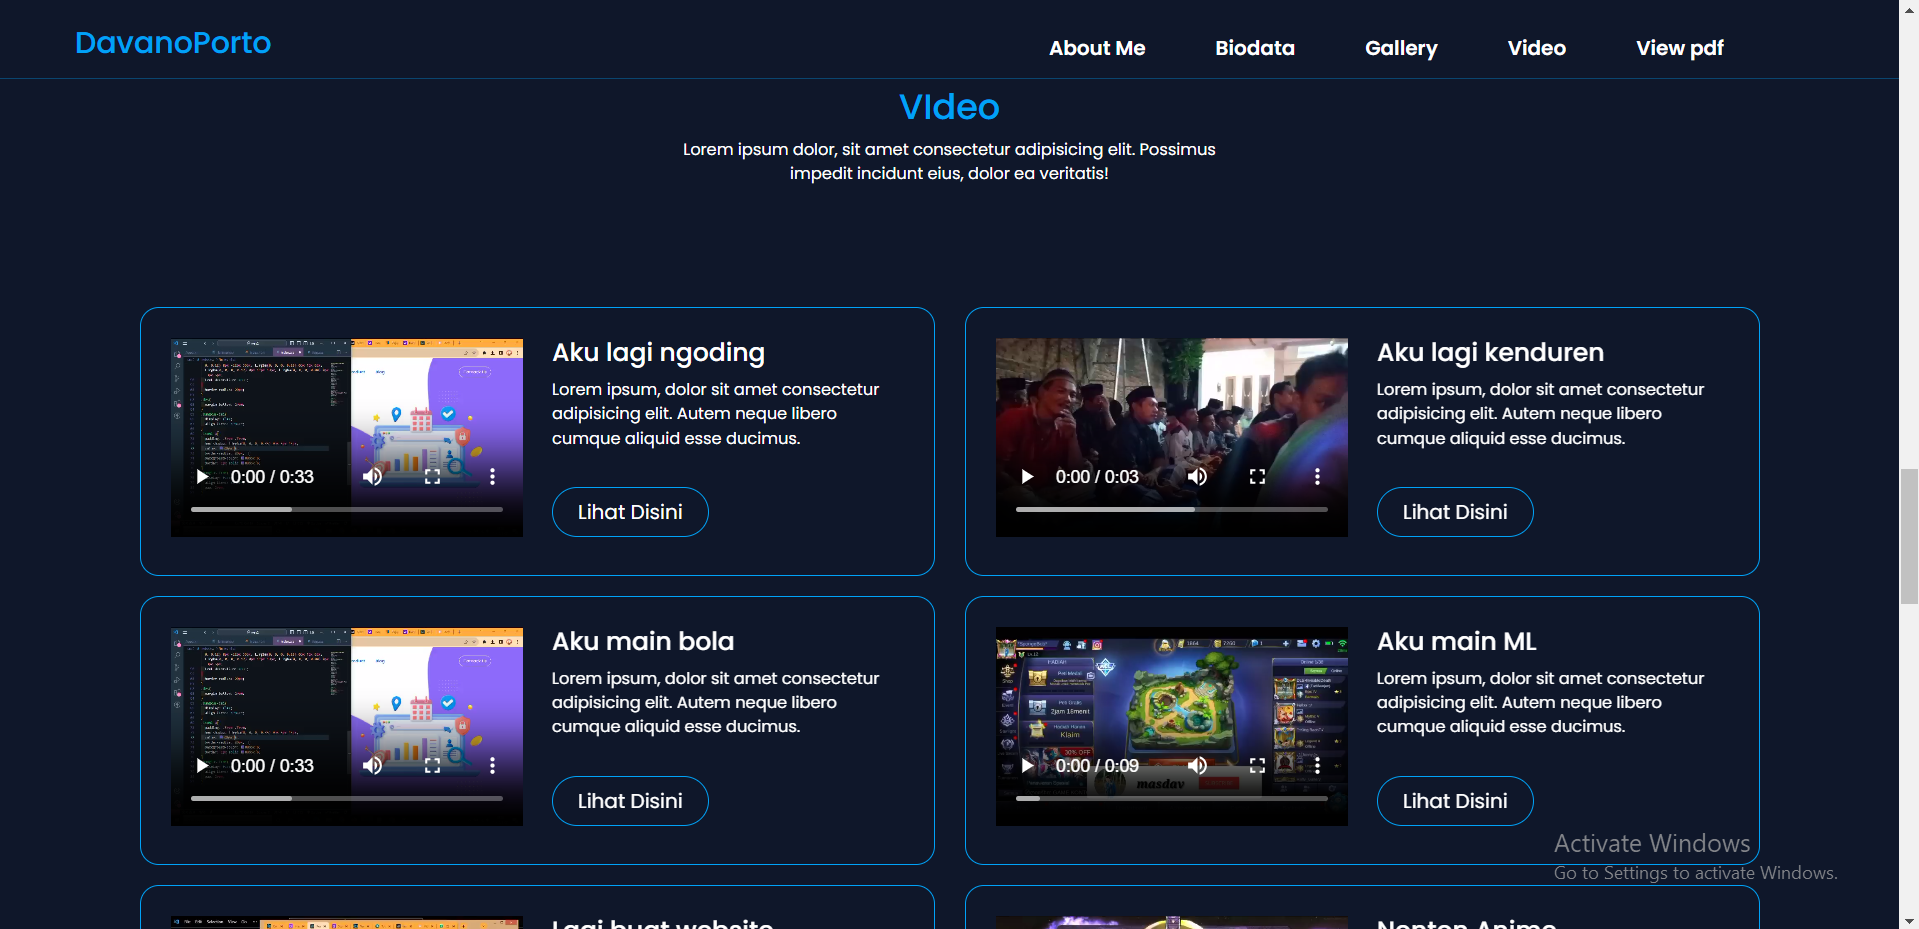 DavanoPorto
About Me
Biodata
Gallery
Video
View pdf
VIdeo
Lorem ipsum dolor, sit amet consectetur adipisicing elit. Possimus
impedit incidunt eius, dolor ea veritatis!
Aku lagi ngoding
Lorem ipsum, dolor sit amet consectetur
adipisicing elit. Autem neque libero
cumque aliquid esse ducimus.
0:00 / 0:33
Lihat Disini
Aku lagi kenduren
Lorem ipsum, dolor sit amet consectetur
adipisicing elit. Autem neque libero
cumque aliquid esse ducimus.
0:00 / 0:03
Lihat Disini
Aku main bola
Lorem ipsum, dolor sit amet consectetur
adipisicing elit. Autem neque libero
cumque aliquid esse ducimus.
0:00 / 0:33
Lihat Disini
Aku main ML
Lorem ipsum, dolor sit amet consectetur
adipisicing elit. Autem neque libero
cumque aliquid esse ducimus.
2jam 18menit
Klaim
30% OFF
0:00 / 0:09
masdav
Lihat Disini
Activate Windows
Go to Settings to activate Windows.
Lagi buat website
Nonton Anime